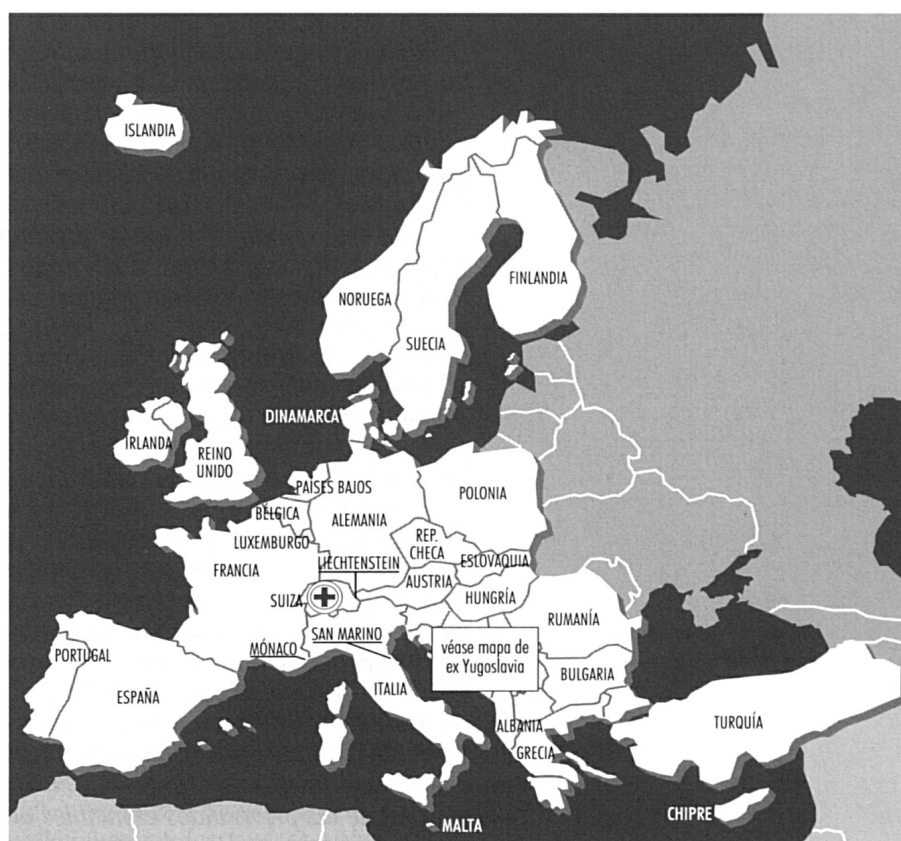 ISLANDIA
NORUEGA
FINLANDIA
SUECIA
DINAMARCA
IRLANDA
REINO
UNIDO
PAÍSES BAJOS
POLONIA
BÉLGICA
ALEMANIA
LUXEMBURGO
REP.
CHECA
ESLOVAQUIA
FRANCIA
LIECHTENSTEIN
AUSTRIA
SUIZA
HUNGRÍA
RUMANÍA
SAN MARINO
MÓNACO
véase mapa de
ex Yugoslavia
PORTUGAL
ESPAÑA
ITALIA
BULGARIA
ALBANIA
GRECIA
TURQUÍA
MALTA
CHIPRE